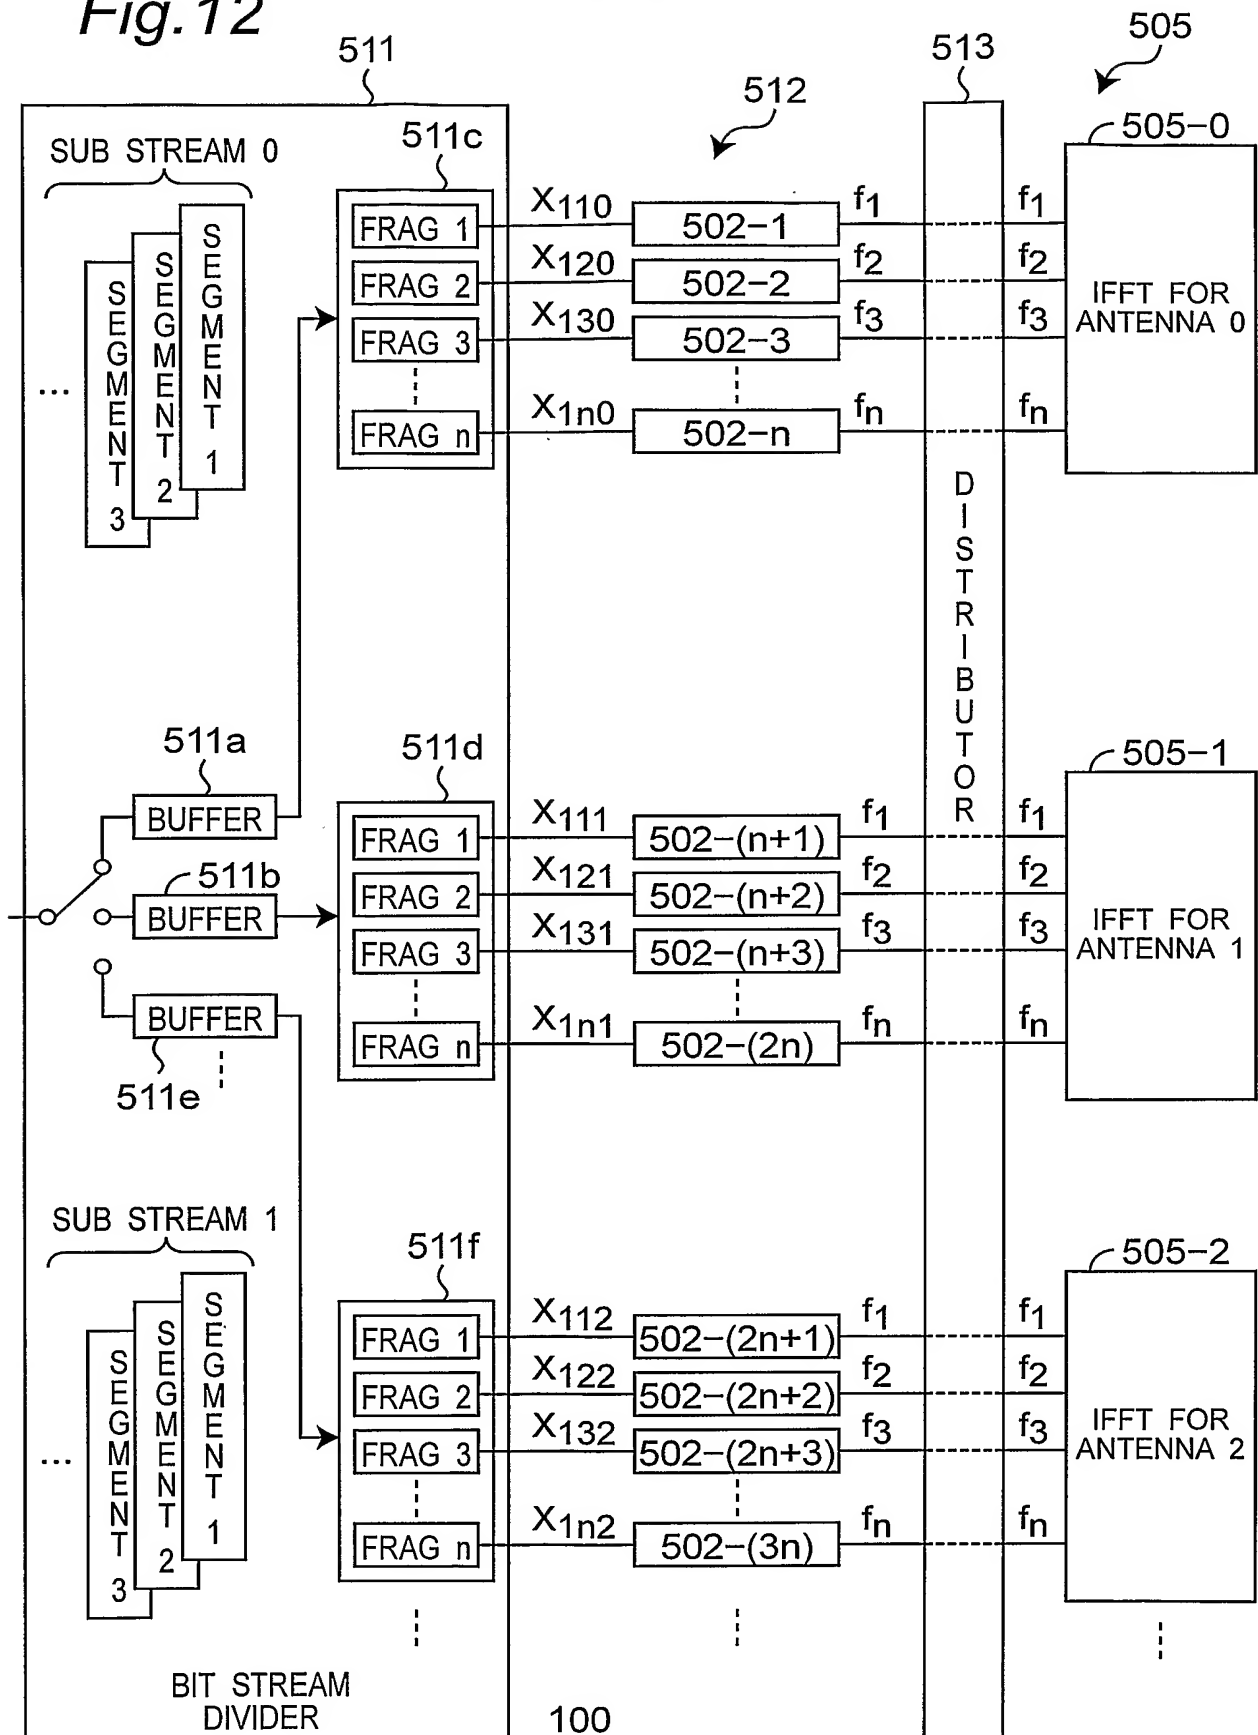 Fig.12
511
513
505
512
SUB STREAM 0
SEGMENT 1
SEGMENT 2
SEGMENT 3
...
511c
FRAG 1
FRAG 2
FRAG 3
FRAG n
X110
X120
X130
X1n0
502-1
502-2
502-3
502-n
f1
f2
f3
fn
DISTRIBUTOR
f1
f2
f3
fn
505-0
IFFT FOR
ANTENNA 0
511a
BUFFER
511b
BUFFER
BUFFER
511e
511d
FRAG 1
FRAG 2
FRAG 3
FRAG n
X111
X121
X131
X1n1
502-(n+1)
502-(n+2)
502-(n+3)
502-(2n)
f1
f2
f3
fn
f1
f2
f3
fn
505-1
IFFT FOR
ANTENNA 1
SUB STREAM 1
SEGMENT 1
SEGMENT 2
SEGMENT 3
...
511f
FRAG 1
FRAG 2
FRAG 3
FRAG n
X112
X122
X132
X1n2
502-(2n+1)
502-(2n+2)
502-(2n+3)
502-(3n)
f1
f2
f3
fn
f1
f2
f3
fn
505-2
IFFT FOR
ANTENNA 2
BIT STREAM
DIVIDER
100